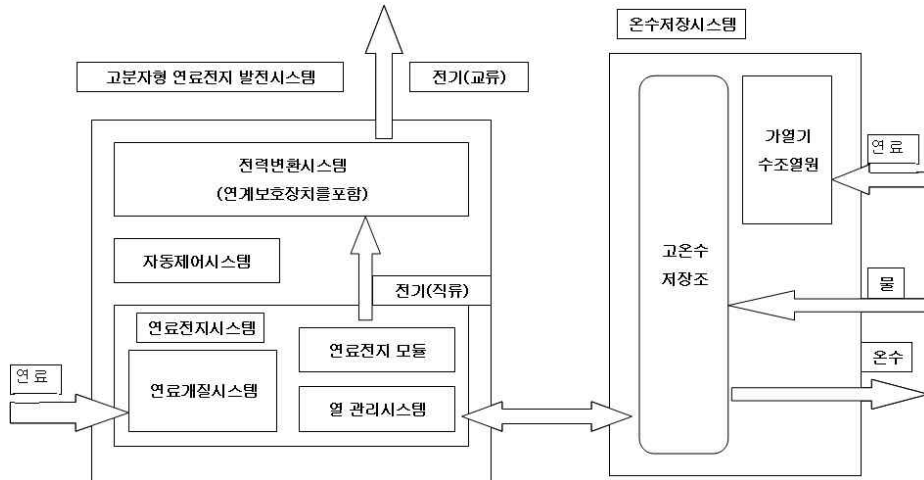 온수저장시스템
고분자형 연료전지 발전시스템
전기(교류)
전력변환시스템
(연계보호장치를포함)
자동제어시스템
전기(직류)
연료전지시스템
연료전지 모듈
연료
연료개질시스템
열 관리시스템
가열기
수조열원
연료
고온수
저장조
물
온수